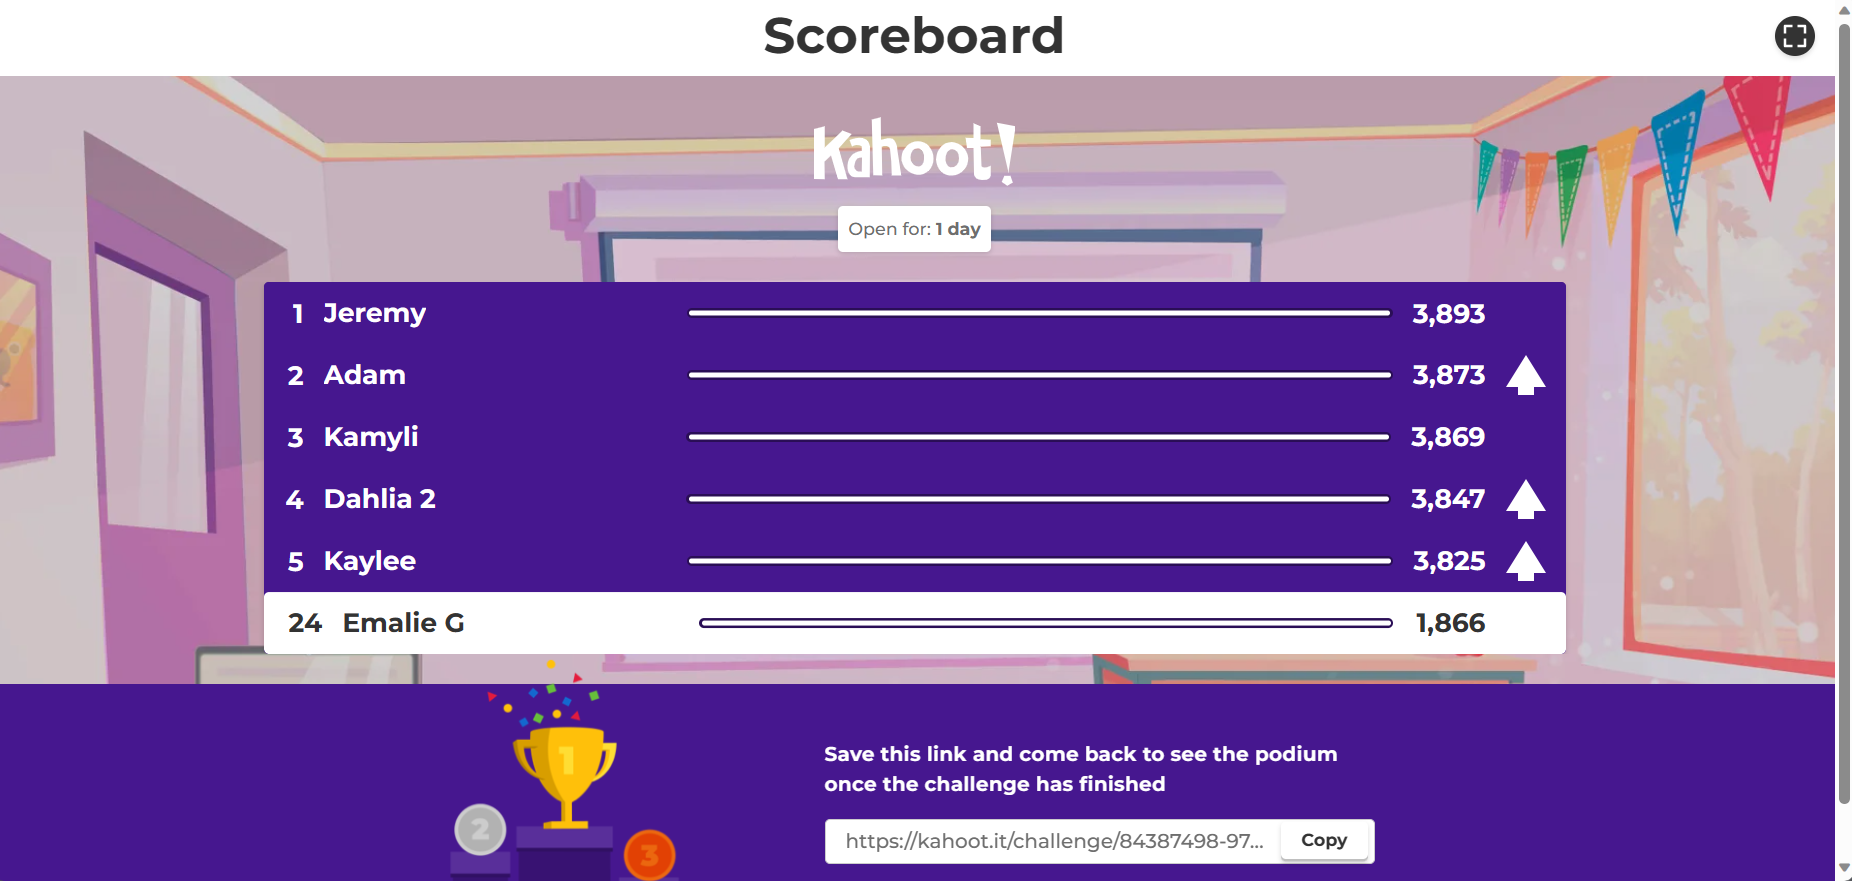 Scoreboard
Kahoot!
Open for: 1 day
1 Jeremy 3,893
2 Adam 3,873
3 Kamyli 3,869
4 Dahlia 2 3,847
5 Kaylee 3,825
24 Emalie G 1,866
1
2
3
Save this link and come back to see the podium
once the challenge has finished
https://kahoot.it/challenge/84387498-97... Copy